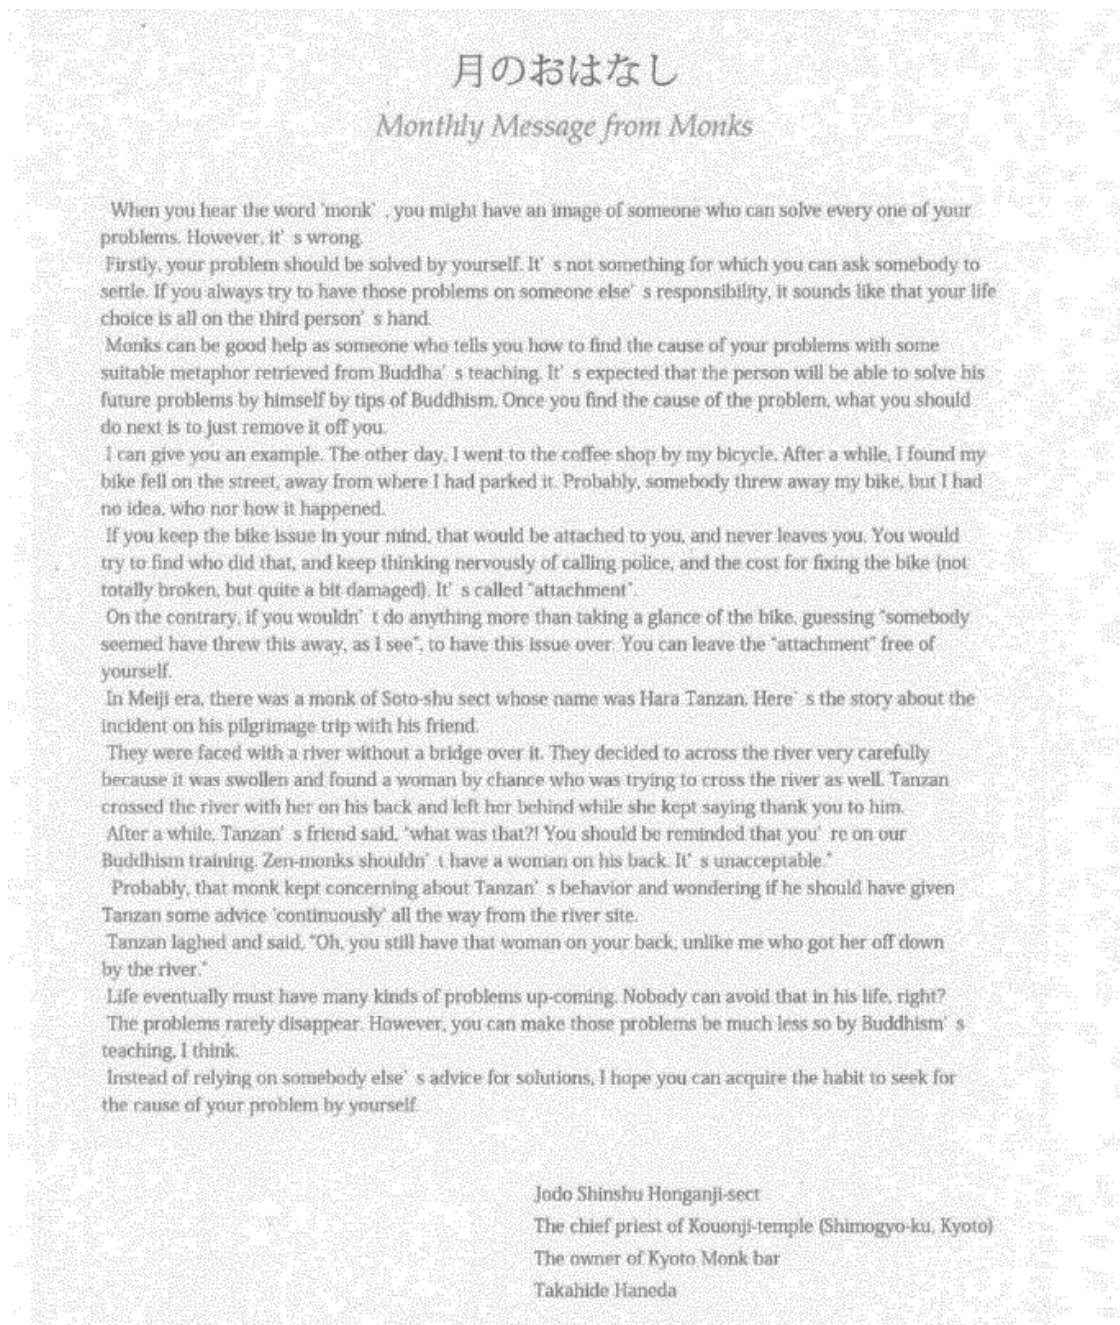 月のおはなし
Monthly Message from Monks
When you hear the word 'monk' , you might have an image of someone who can solve every one of your
problems. However, it' s wrong.
Firstly, your problem should be solved by yourself. It' s not something for which you can ask somebody to
settle. If you always try to have those problems on someone else' s responsibility, it sounds like that your life
choice is all on the third person' s hand.
Monks can be good help as someone who tells you how to find the cause of your problems with some
suitable metaphor retrieved from Buddha' s teaching. It' s expected that the person will be able to solve his
future problems by himself by tips of Buddhism. Once you find the cause of the problem, what you should
do next is to just remove it off you.
I can give you an example. The other day, I went to the coffee shop by my bicycle. After a while, I found my
bike fell on the street, away from where I had parked it. Probably, somebody threw away my bike, but I had
no idea, who nor how it happened.
If you keep the bike issue in your mind, that would be attached to you, and never leaves you. You would
try to find who did that, and keep thinking nervously of calling police, and the cost for fixing the bike (not
totally broken, but quite a bit damaged). It' s called "attachment".
On the contrary, if you wouldn' t do anything more than taking a glance of the bike, guessing "somebody
seemed have threw this away, as I see", to have this issue over. You can leave the "attachment" free of
yourself.
In Meiji era, there was a monk of Soto-shu sect whose name was Hara Tanzan. Here' s the story about the
incident on his pilgrimage trip with his friend.
They were faced with a river without a bridge over it. They decided to across the river very carefully
because it was swollen and found a woman by chance who was trying to cross the river as well. Tanzan
crossed the river with her on his back and left her behind while she kept saying thank you to him.
After a while, Tanzan' s friend said, "what was that?! You should be reminded that you' re on our
Buddhism training. Zen-monks shouldn' t have a woman on his back. It' s unacceptable."
Probably, that monk kept concerning about Tanzan' s behavior and wondering if he should have given
Tanzan some advice 'continuously' all the way from the river site.
Tanzan laghed and said, "Oh, you still have that woman on your back, unlike me who got her off down
by the river."
Life eventually must have many kinds of problems up-coming. Nobody can avoid that in his life, right?
The problems rarely disappear. However, you can make those problems be much less so by Buddhism' s
teaching, I think.
Instead of relying on somebody else' s advice for solutions, I hope you can acquire the habit to seek for
the cause of your problem by yourself.
Jodo Shinshu Honganji-sect
The chief priest of Kouonji-temple (Shimogyo-ku, Kyoto)
The owner of Kyoto Monk bar
Takahide Haneda